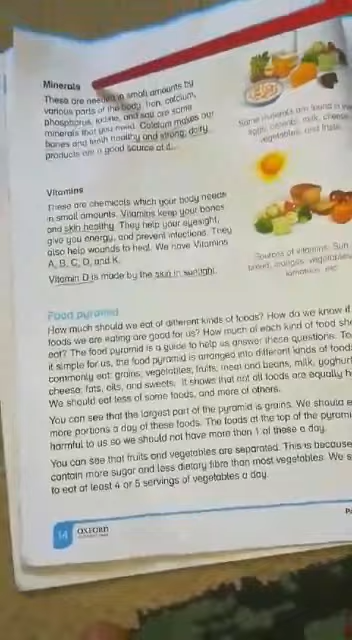 Minerals
These are needed in small amounts by
various parts of the body. Iron, calcium,
phosphorus, iodine, and salt are some
minerals that you need. Calcium makes our
bones and teeth healthy and strong; dairy
products are a good source of it.
Some minerals are found in
milk, cheese
vegetables, and fruits.
Vitamins
These are chemicals which your body needs
in small amounts. Vitamins keep your bones
and skin healthy. They help your eyesight,
give you energy, and prevent infections. They
also help wounds to heal. We have Vitamins
A, B, C, D, and K.
Vitamin D is made by the skin in sunlight.
Sources of vitamins: Sun
bread, vegetables
tomatoes, etc.
Food pyramid
How much should we eat of different kinds of foods? How do we know if
foods we are eating are good for us? How much of each kind of food sh
eat? The food pyramid is a guide to help us answer these questions. To
it simple for us, the food pyramid is arranged into different kinds of food
commonly eat: grains, vegetables, fruits, meat and beans, milk, yoghur
cheese, fats, oils, and sweets. It shows that not all foods are equally h
We should eat less of some foods, and more of others.
You can see that the largest part of the pyramid is grains. We should e
more portions a day of these foods. The foods at the top of the pyrami
harmful to us so we should not have more than 1 of these a day.
You can see that fruits and vegetables are separated. This is because
contain more sugar and less dietary fibre than most vegetables. We s
to eat at least 4 or 5 servings of vegetables a day.
14 OXFORD